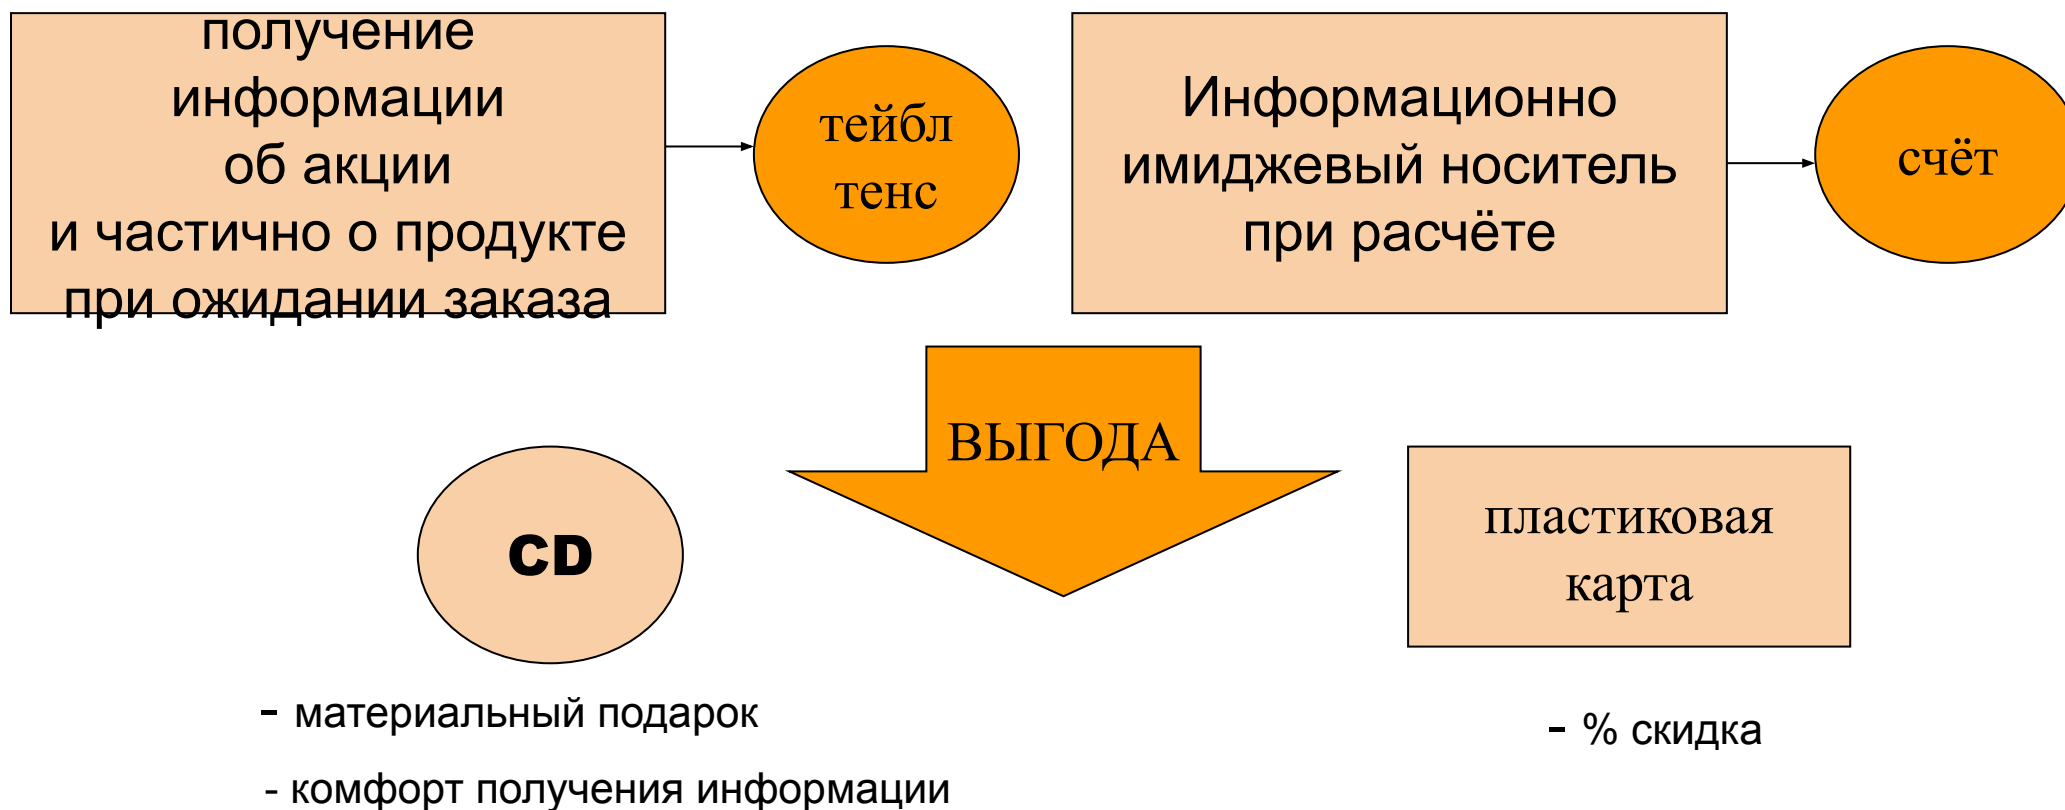 получение
информации
об акции
и частично о продукте
при ожидании заказа
тейбл
тенс
Информационно
имиджевый носитель
при расчёте
счёт
ВЫГОДА
CD
пластиковая
карта
- материальный подарок
- % скидка
- комфорт получения информации